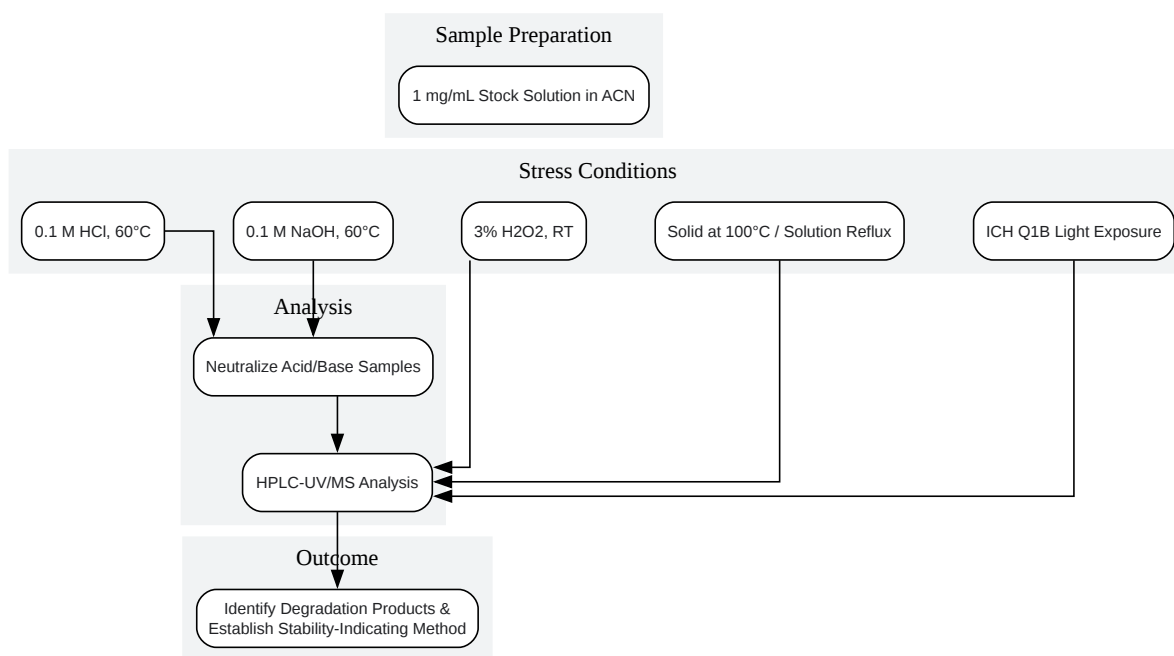 Sample Preparation
1 mg/mL Stock Solution in ACN
Stress Conditions
0.1 M HCl, 60°C
0.1 M NaOH, 60°C
3% H2O2, RT
Solid at 100°C / Solution Reflux
ICH Q1B Light Exposure
Analysis
Neutralize Acid/Base Samples
HPLC-UV/MS Analysis
Outcome
Identify Degradation Products &
Establish Stability-Indicating Method